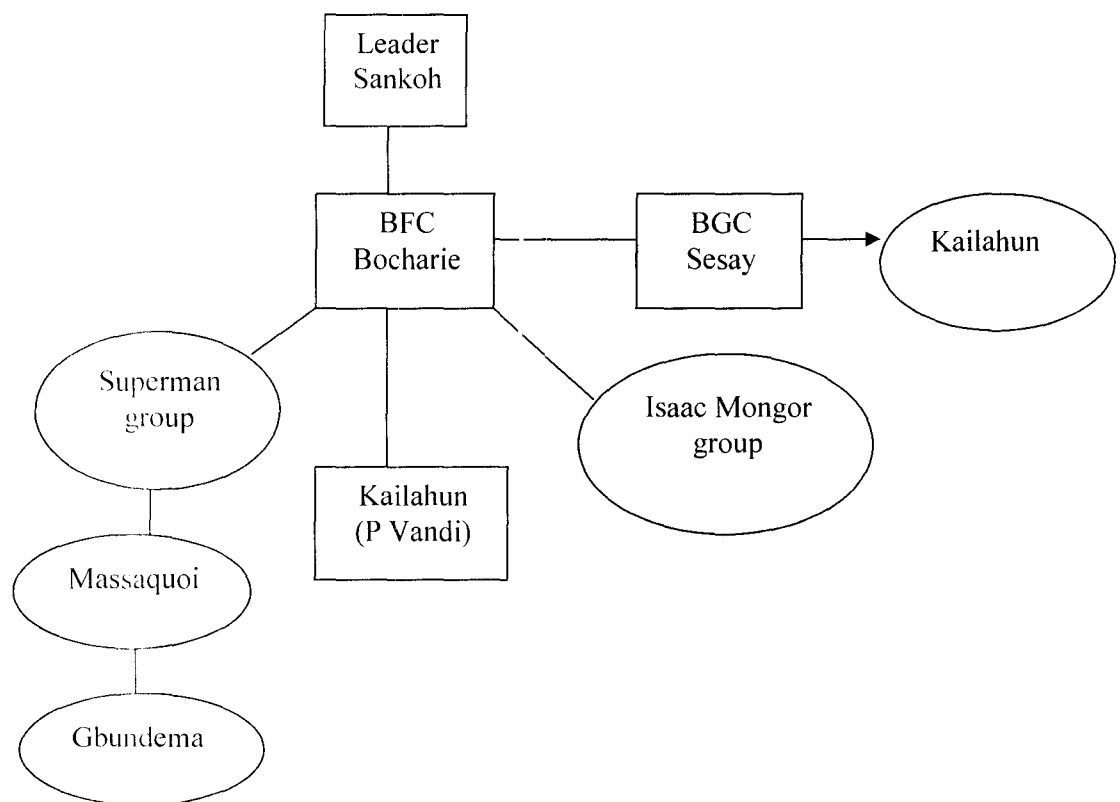 Leader
Sankoh
BFC
Bocharie
BGC
Sesay
Kailahun
Superman
group
Isaac Mongor
group
Kailahun
(P Vandi)
Massaquoi
Gbundema